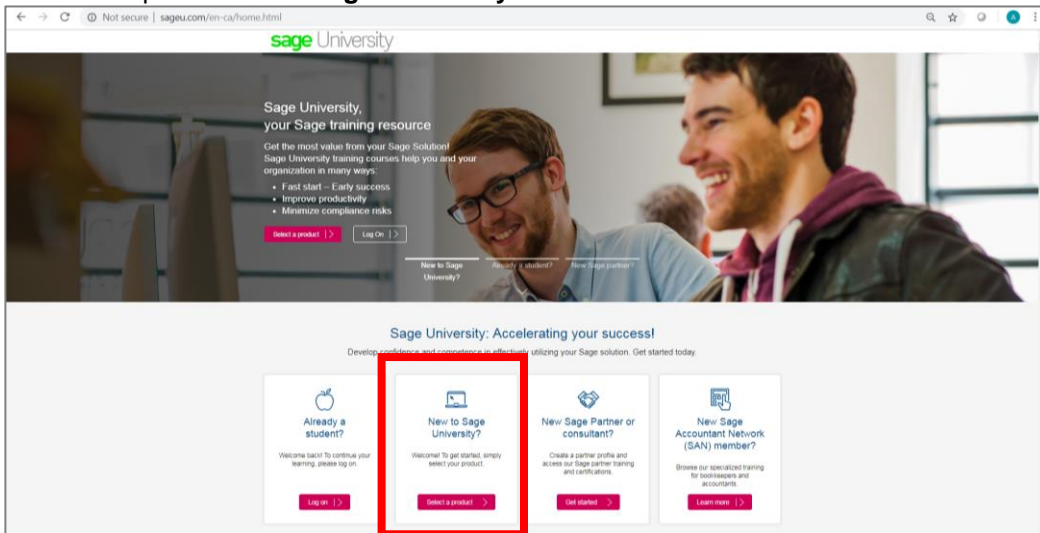 Not secure | sageu.com/en-ca/home.html
sage University
Sage University,
your Sage training resource
Get the most value from your Sage Solution!
Sage University training courses help you and your
organization in many ways:
• Fast start – Early success
• Improve productivity
• Minimize compliance risks
Select a product
Log On
New to Sage
University?
Already a student?
New Sage partner?
Sage University: Accelerating your success!
Develop confidence and competence in effectively utilizing your Sage solution. Get started today.
Already a
student?
Welcome back! To continue your
learning, please log on.
Log on
New to Sage
University?
Welcome! To get started, simply
select your product.
Select a product
New Sage Partner or
consultant?
Create a partner profile and
access our Sage partner training
and certifications.
Get started
New Sage
Accountant Network
(SAN) member?
Browse our specialized training
for bookkeepers and
accountants.
Learn more